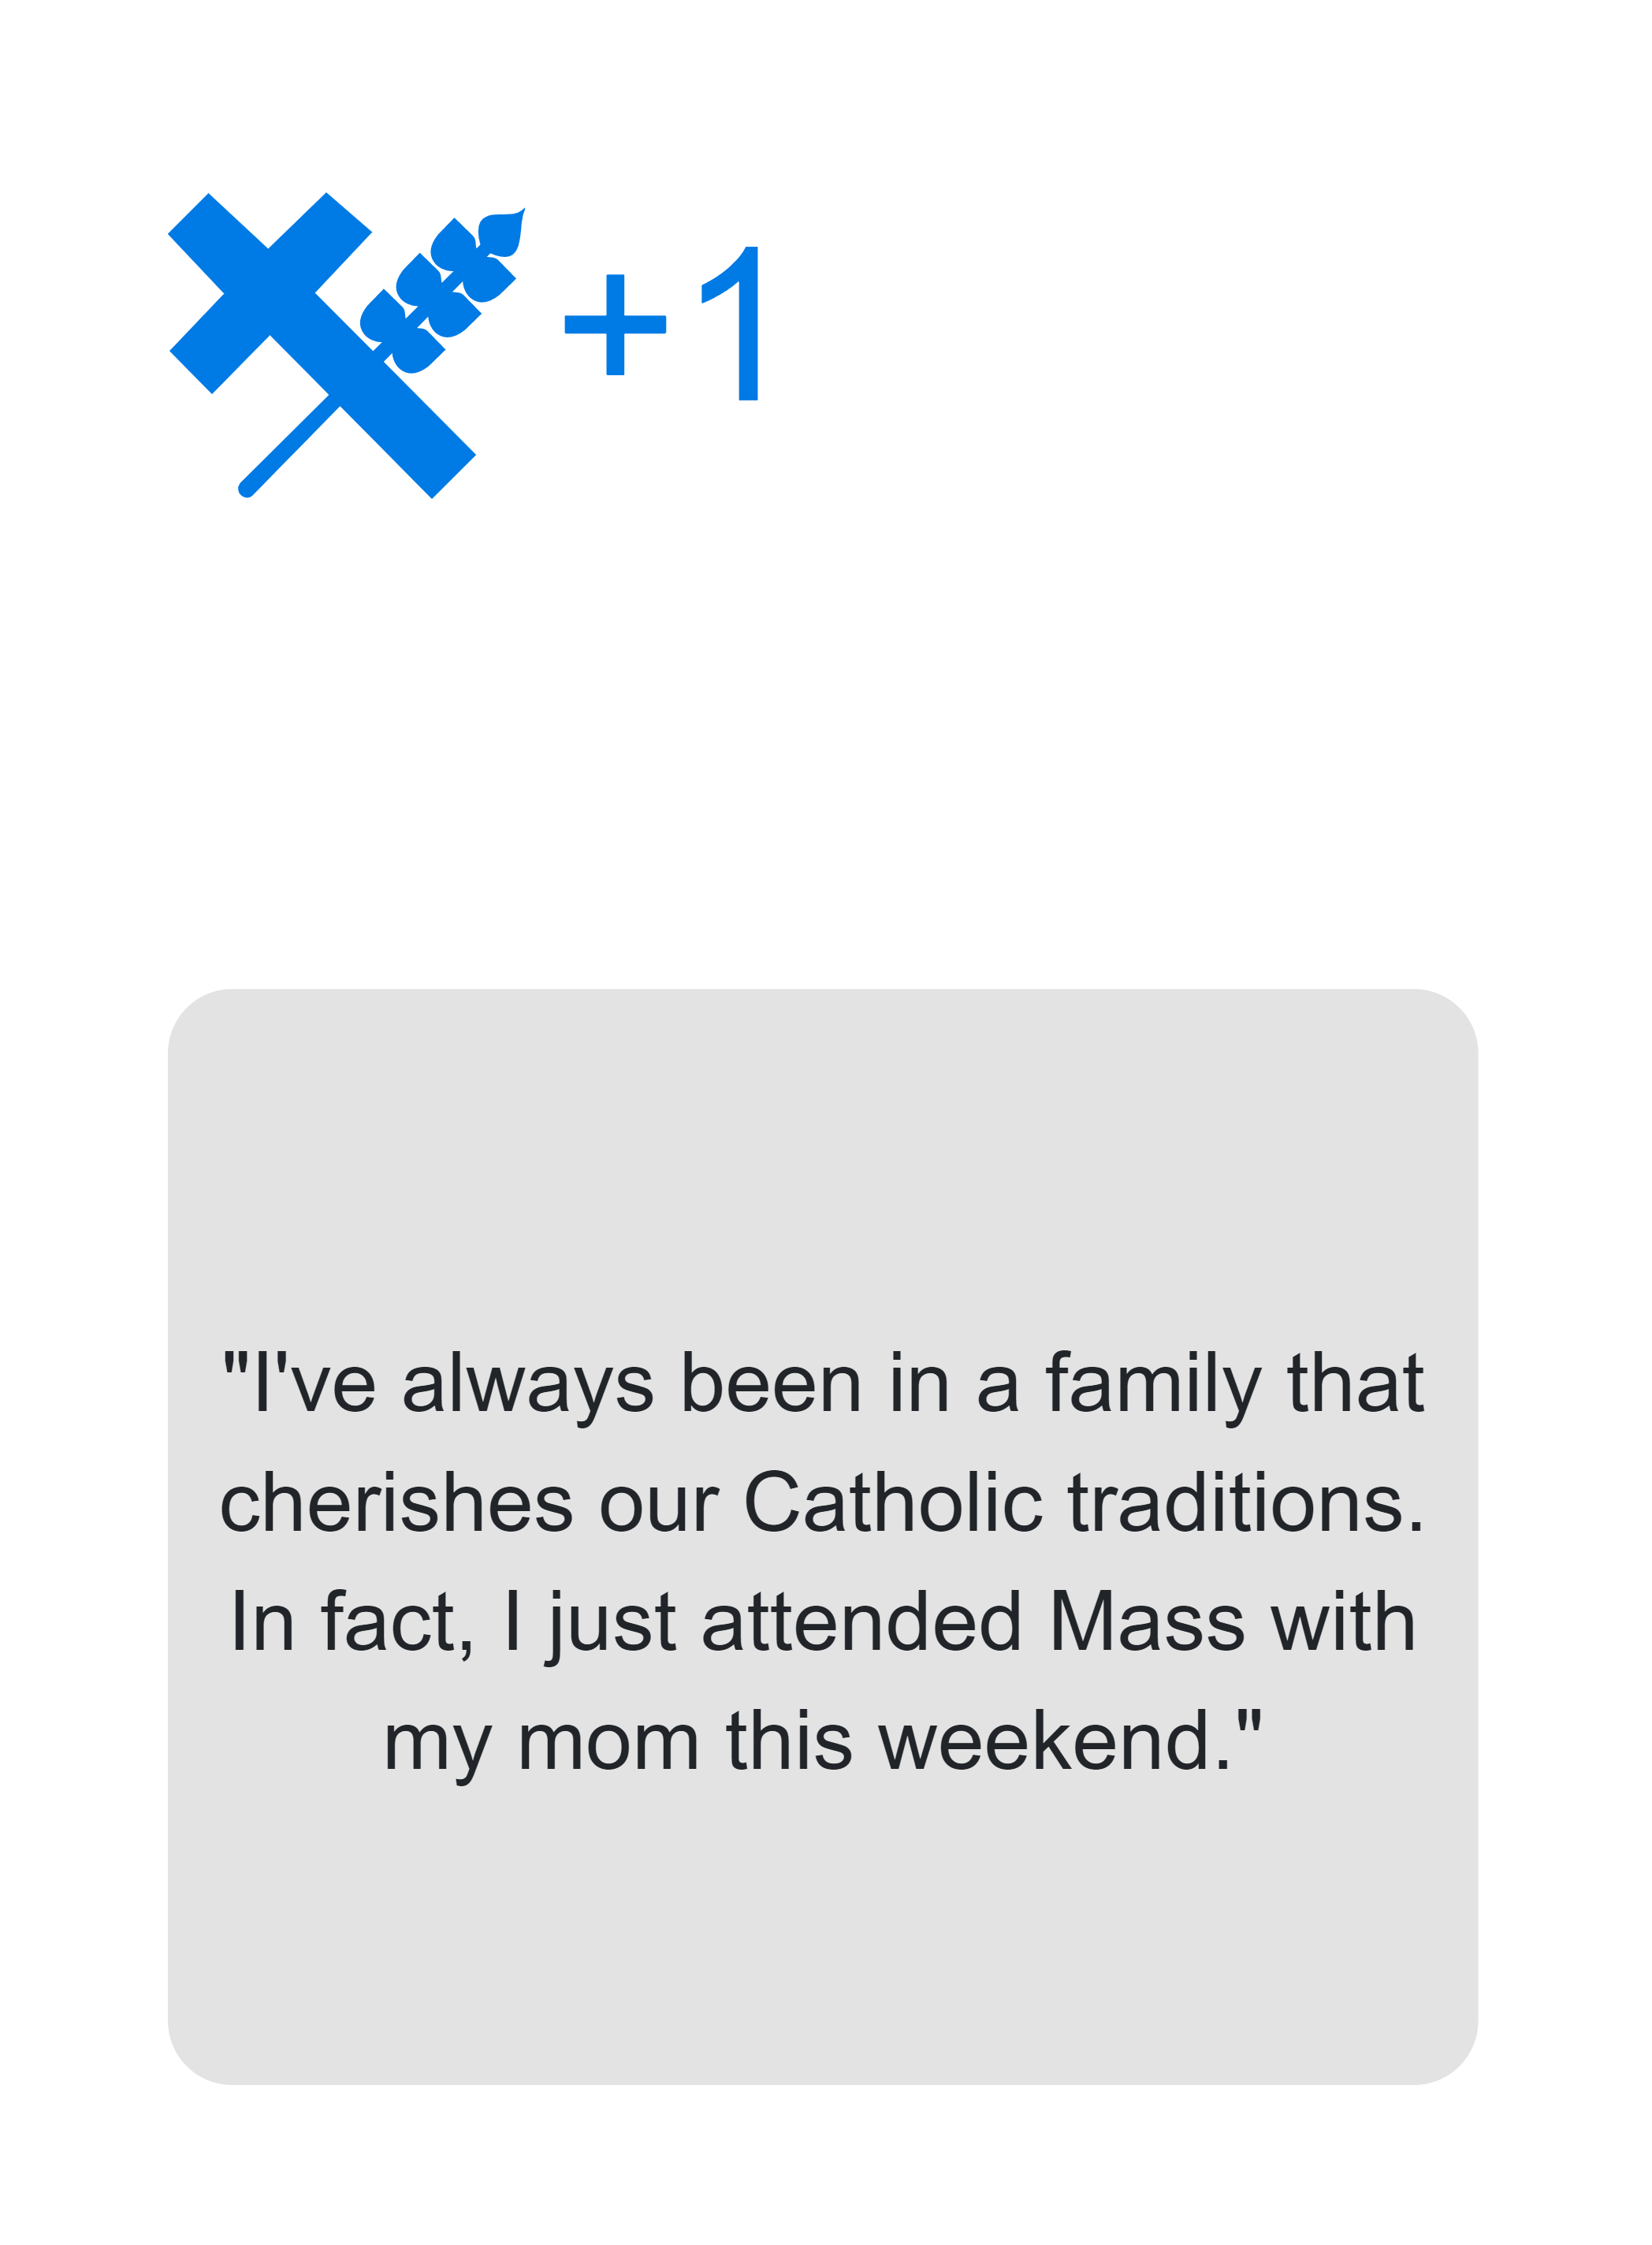 +1
"I've always been in a family that
cherishes our Catholic traditions.
In fact, I just attended Mass with
my mom this weekend."